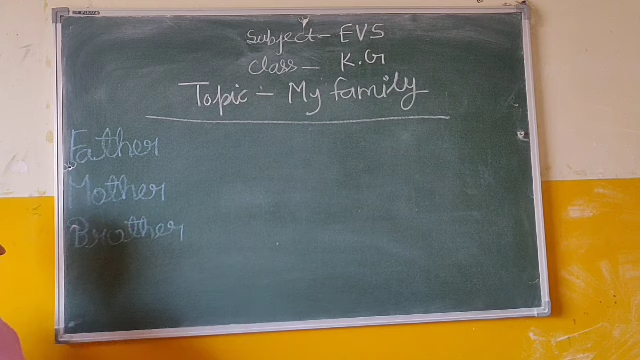 Subject - EVS
Class - K.G
Topic :- My family
Father
Mother
Brother